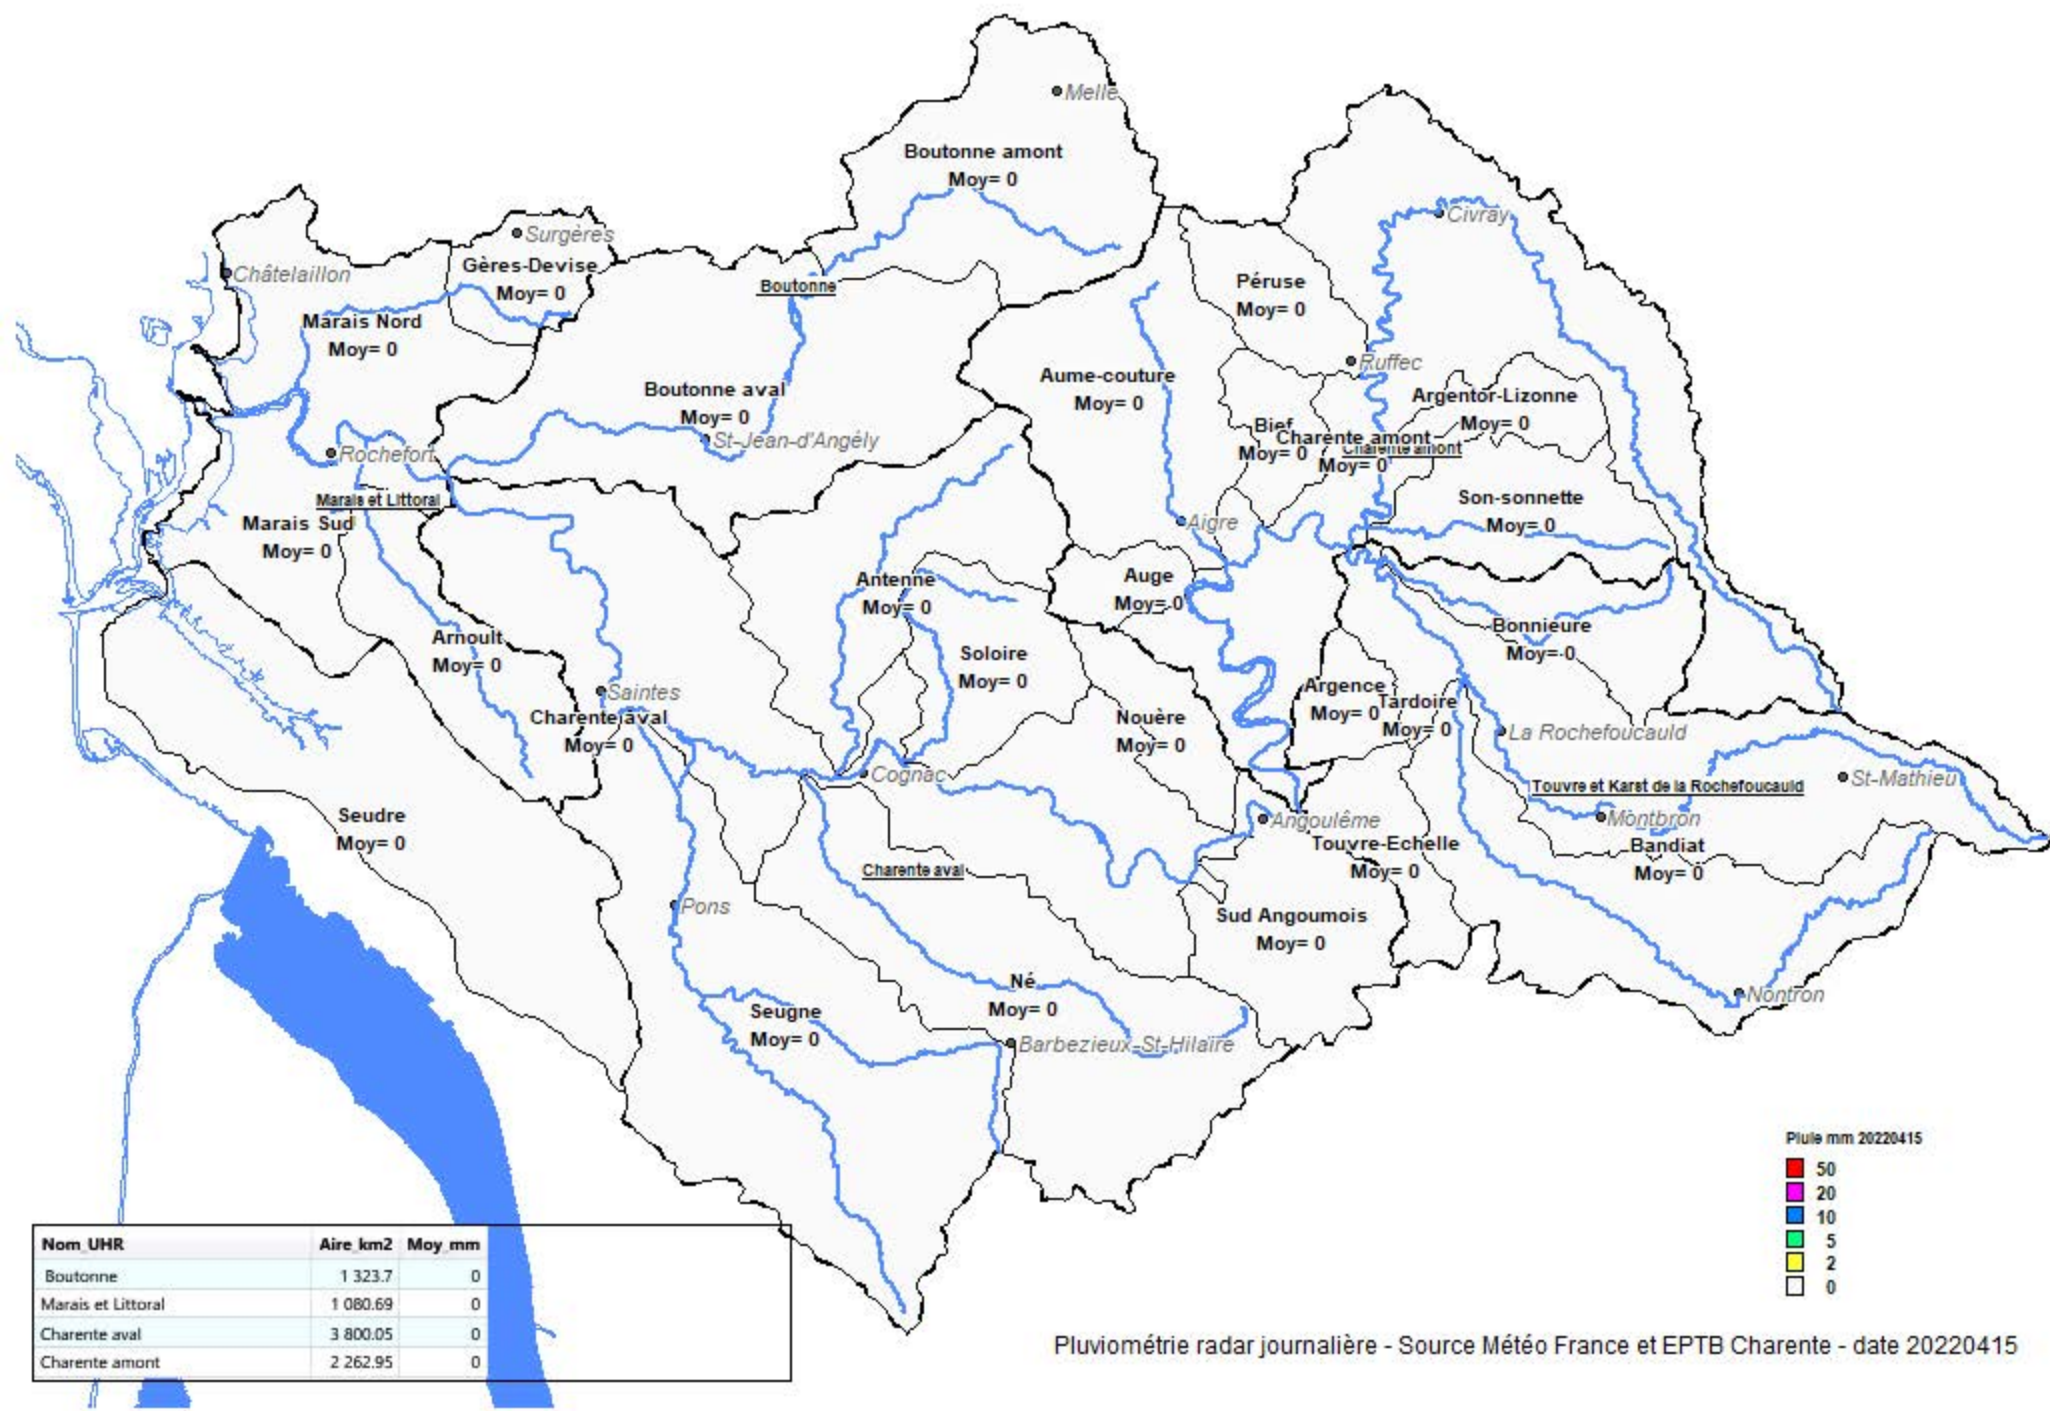 Melle
Boutonne amont
Moy= 0
Civray
Surgères
Châtelaillon
Gères-Devise
Moy= 0
Boutonne
Péruse
Moy= 0
Marais Nord
Moy= 0
Ruffec
Aume-couture
Moy= 0
Boutonne aval
Moy= 0
Argentor-Lizonne
Moy= 0
Bief
Moy= 0
Charente amont
Moy= 0
Charente amont
St-Jean-d'Angély
Rochefort
Marais et Littoral
Son-sonnette
Moy= 0
Marais Sud
Moy= 0
Aigre
Antenne
Moy= 0
Auge
Moy= 0
Bonnieure
Moy= 0
Arnoult
Moy= 0
Soloire
Moy= 0
Saintes
Argence
Moy= 0
Tardoire
Moy= 0
Charente aval
Moy= 0
Nouère
Moy= 0
La Rochefoucauld
Cognac
Touvre et Karst de la Rochefoucauld
St-Mathieu
Seudre
Moy= 0
Angoulême
Montbron
Touvre-Echelle
Moy= 0
Bandiat
Moy= 0
Charente aval
Pons
Sud Angoumois
Moy= 0
Né
Moy= 0
Nontron
Seugne
Moy= 0
Barbezieux-St-Hilaire
Pluie mm 20220415
50
20
10
5
2
0
Nom_UHR Aire_km2 Moy_mm
Boutonne 1 323.7 0
Marais et Littoral 1 080.69 0
Charente aval 3 800.05 0
Charente amont 2 262.95 0
Pluviométrie radar journalière - Source Météo France et EPTB Charente - date 20220415